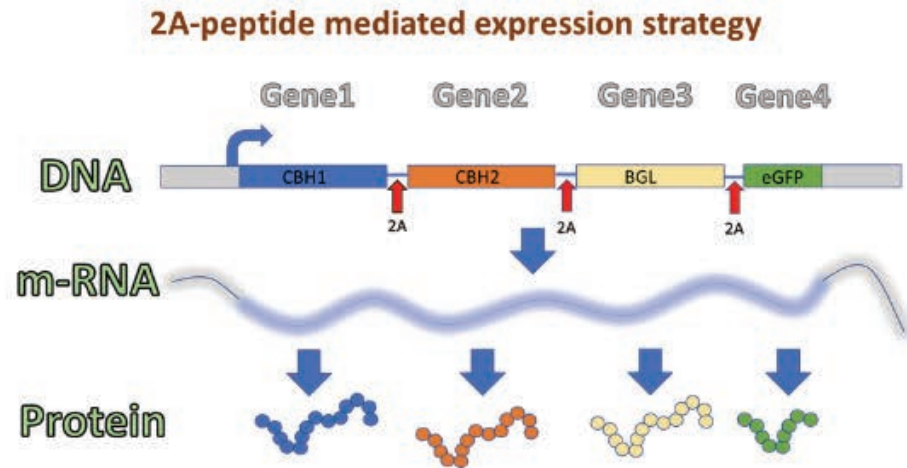 2A-peptide mediated expression strategy
Gene1 Gene2 Gene3 Gene4
DNA CBH1 CBH2 BGL eGFP
2A 2A 2A
m-RNA
Protein